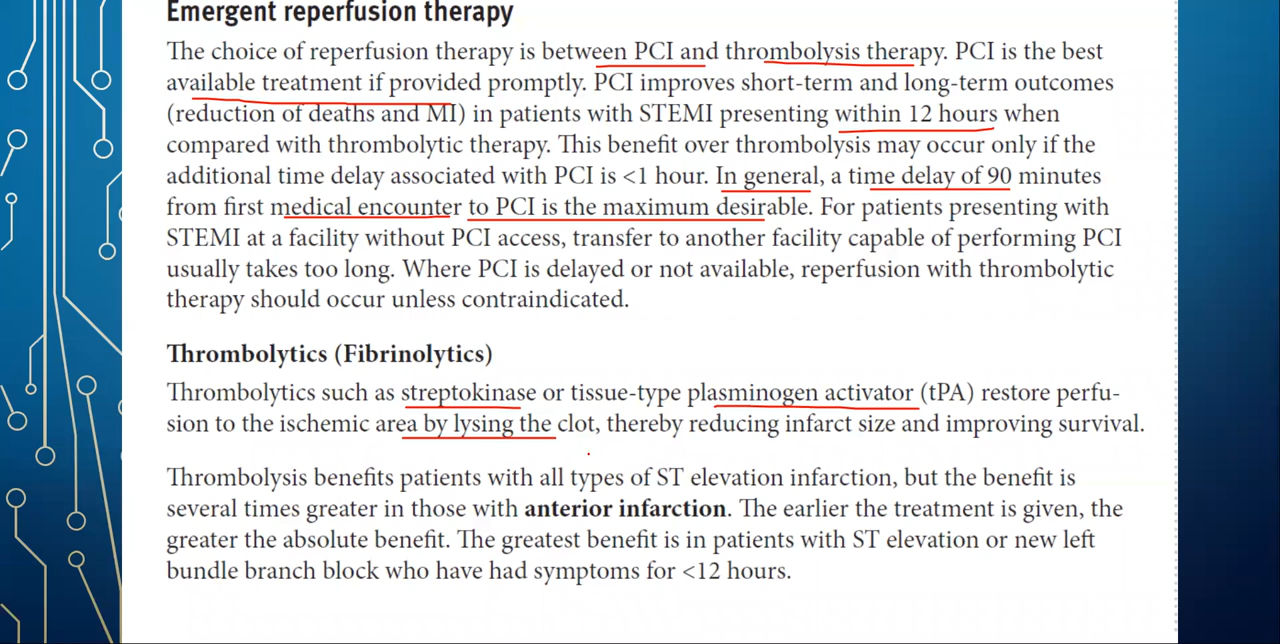 Emergent reperfusion therapy
The choice of reperfusion therapy is between PCI and thrombolysis therapy. PCI is the best
available treatment if provided promptly. PCI improves short-term and long-term outcomes
(reduction of deaths and MI) in patients with STEMI presenting within 12 hours when
compared with thrombolytic therapy. This benefit over thrombolysis may occur only if the
additional time delay associated with PCI is <1 hour. In general, a time delay of 90 minutes
from first medical encounter to PCI is the maximum desirable. For patients presenting with
STEMI at a facility without PCI access, transfer to another facility capable of performing PCI
usually takes too long. Where PCI is delayed or not available, reperfusion with thrombolytic
therapy should occur unless contraindicated.
Thrombolytics (Fibrinolytics)
Thrombolytics such as streptokinase or tissue-type plasminogen activator (tPA) restore perfu-
sion to the ischemic area by lysing the clot, thereby reducing infarct size and improving survival.
Thrombolysis benefits patients with all types of ST elevation infarction, but the benefit is
several times greater in those with anterior infarction. The earlier the treatment is given, the
greater the absolute benefit. The greatest benefit is in patients with ST elevation or new left
bundle branch block who have had symptoms for <12 hours.